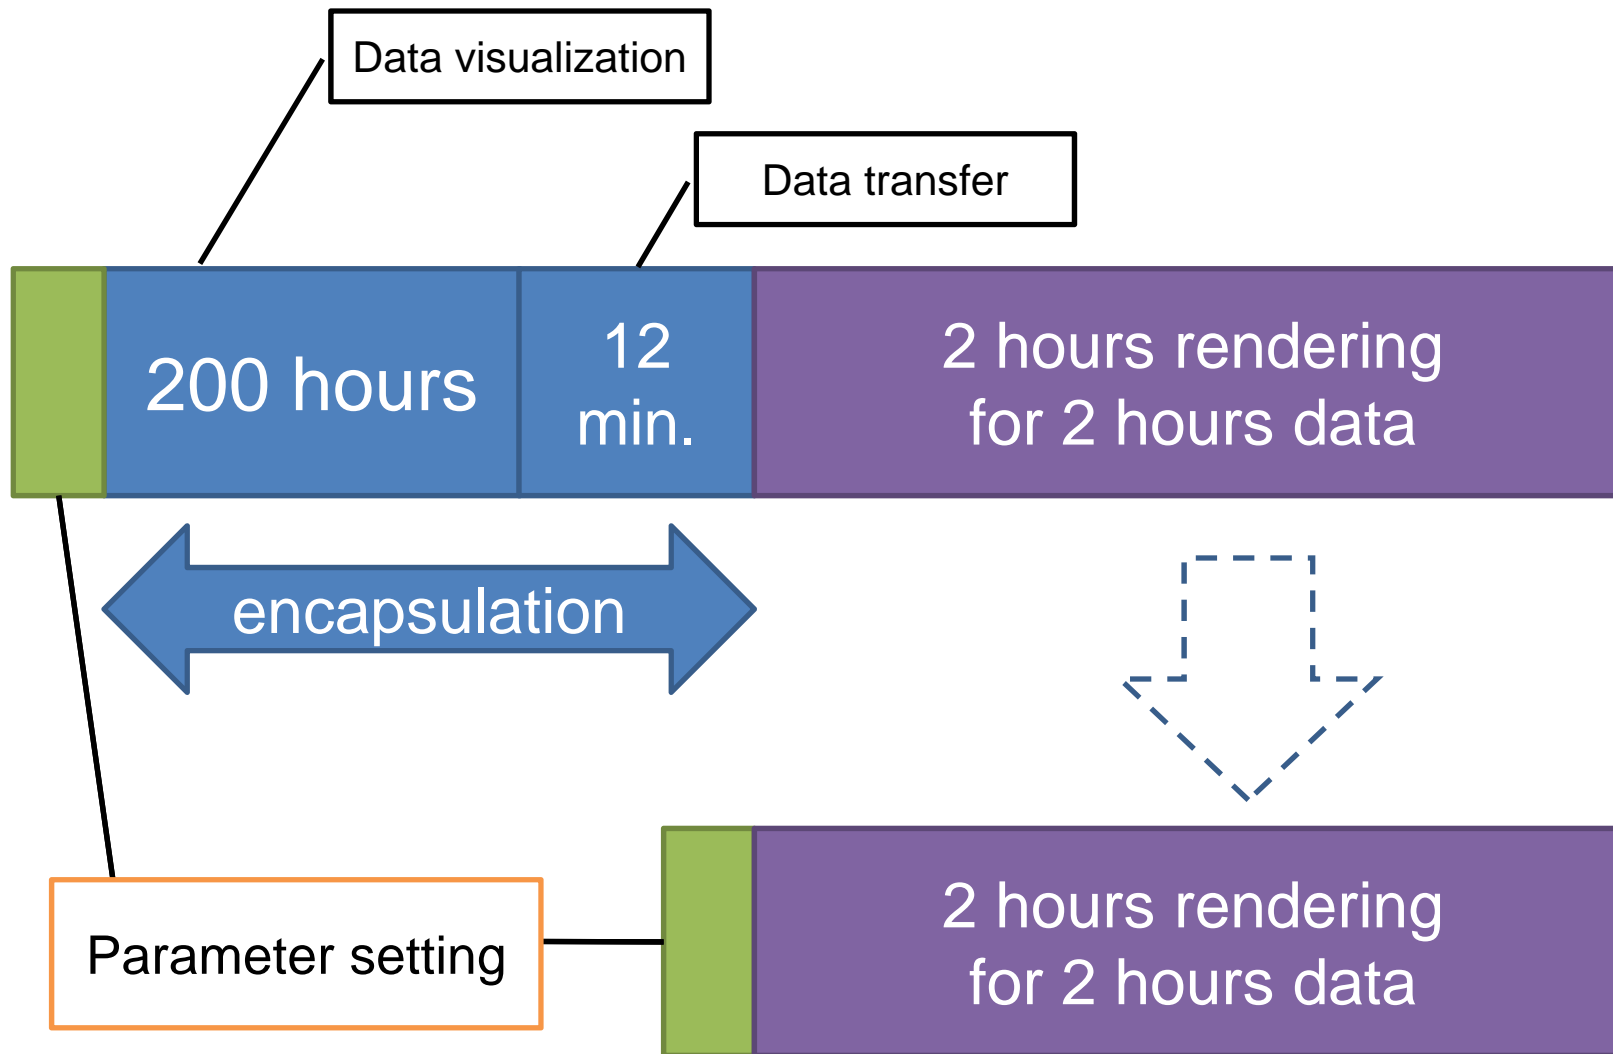 Data visualization
Data transfer
200 hours
12
min.
2 hours rendering
for 2 hours data
encapsulation
Parameter setting
2 hours rendering
for 2 hours data